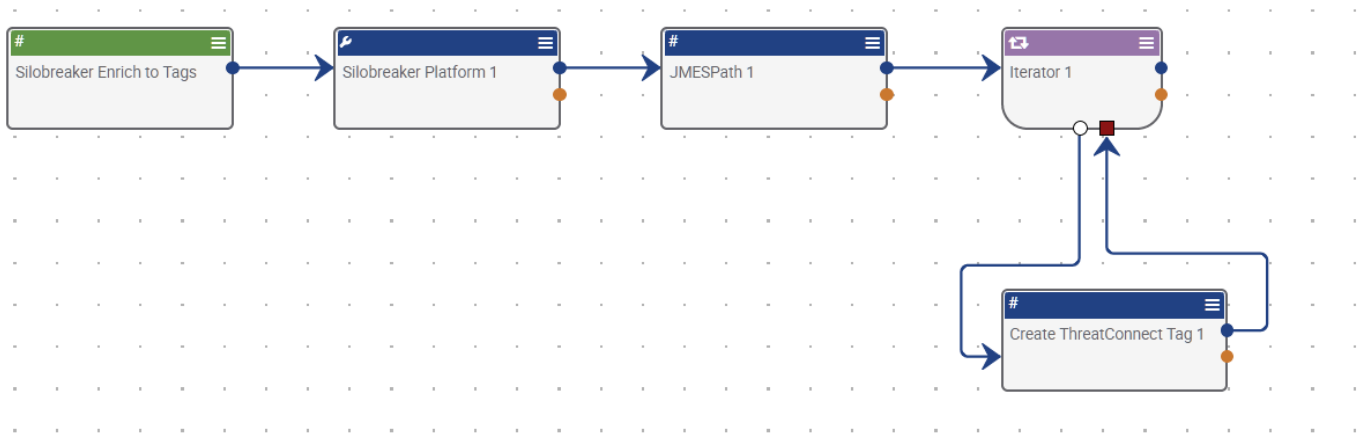 #
Silobreaker Enrich to Tags
Silobreaker Platform 1
#
JMESPath 1
Iterator 1
#
Create ThreatConnect Tag 1